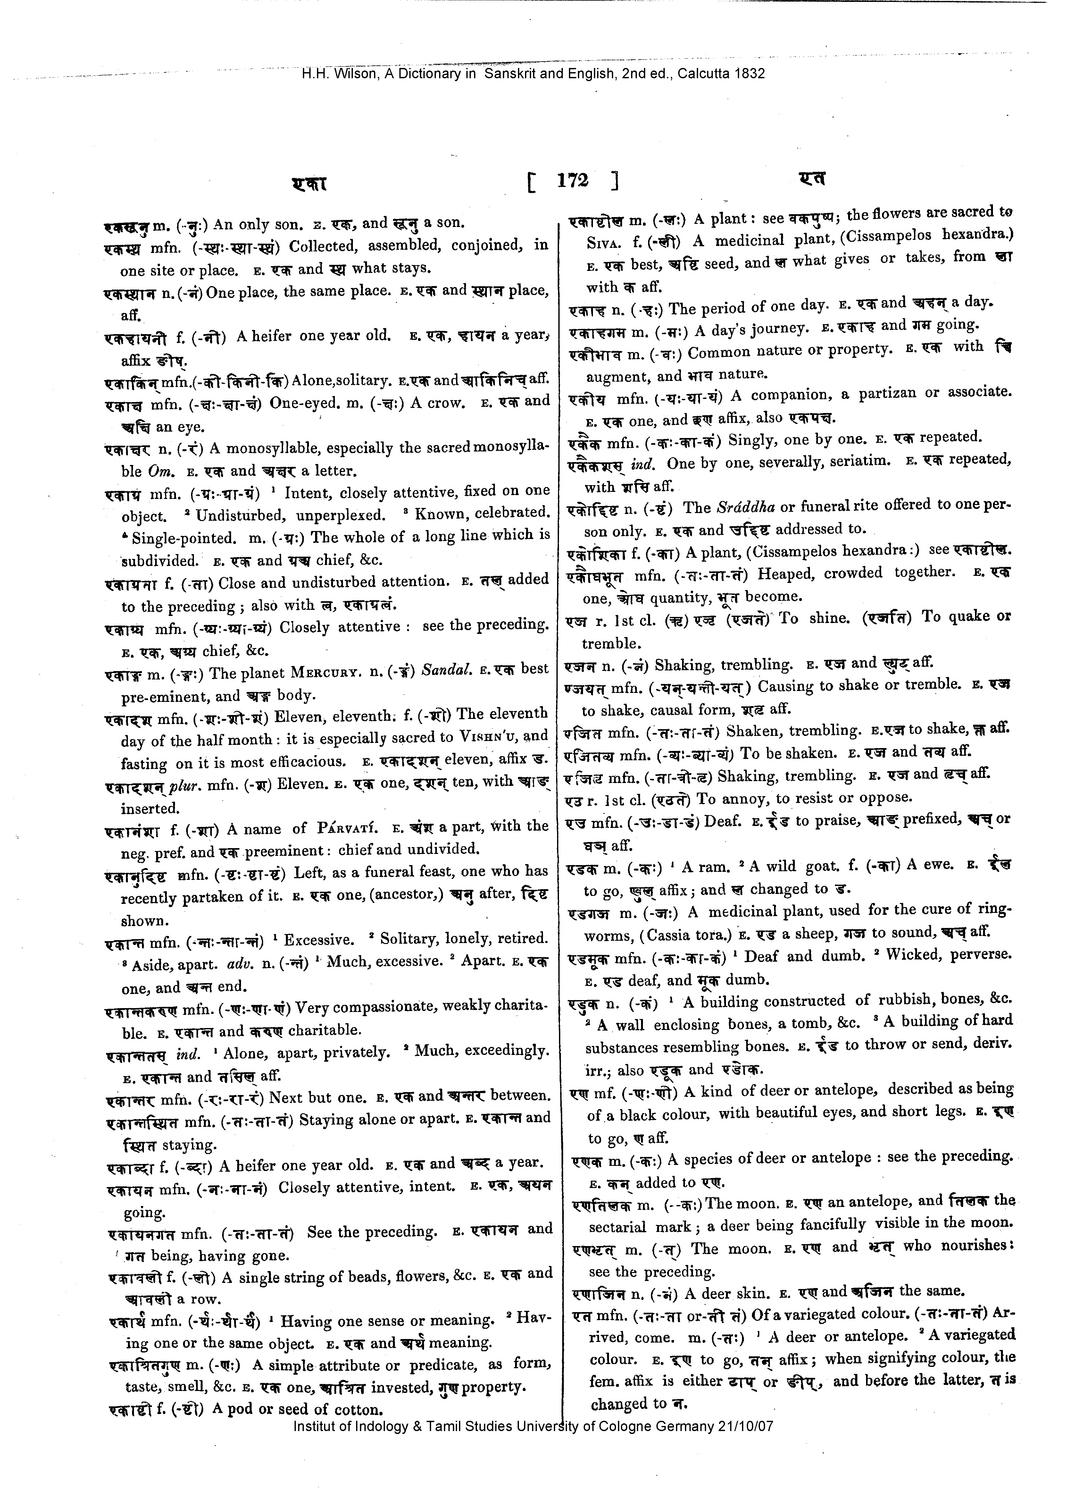 H.H. Wilson, A Dictionary in Sanskrit and English, 2nd ed., Calcutta 1832
एका [ 172 ] एत
एकसूनु m. (-नुः) An only son. E. एक, and सूनु a son.
एकस्थ mfn. (-स्थः-स्था-स्थं) Collected, assembled, conjoined, in
one site or place. E. एक and स्थ what stays.
एकस्थान n. (-नं) One place, the same place. E. एक and स्थान place,
aff.
एकहायनी f. (-नी) A heifer one year old. E. एक, हायन a year,
affix ङीष्.
एकाकिन् mfn.(-की-किनी-कि) Alone,solitary. E.एक and आकिनिच् aff.
एकाक्ष mfn. (-क्षः-क्षा-क्षं) One-eyed. m. (-क्षः) A crow. E. एक and
अक्षि an eye.
एकाक्षर n. (-रं) A monosyllable, especially the sacred monosylla-
ble Om. E. एक and अक्षर a letter.
एकाग्र mfn. (-ग्रः-ग्रा-ग्रं) ¹ Intent, closely attentive, fixed on one
object. ² Undisturbed, unperplexed. ³ Known, celebrated.
⁴ Single-pointed. m. (-ग्रः) The whole of a long line which is
subdivided. E. एक and अग्र chief, &c.
एकाग्रता f. (-ता) Close and undisturbed attention. E. तल् added
to the preceding ; also with त्व, एकाग्रत्वं.
एकाग्र्य mfn. (-ग्र्यः-ग्र्या-ग्र्यं) Closely attentive : see the preceding.
E. एक, अग्र्य chief, &c.
एकाङ्ग m. (-ङ्गः) The planet MERCURY. n. (-ङ्गं) Sandal. E. एक best
pre-eminent, and अङ्ग body.
एकादश mfn. (-शः-शी-शं) Eleven, eleventh. f. (-शी) The eleventh
day of the half month : it is especially sacred to VISHN'U, and
fasting on it is most efficacious. E. एकादशन् eleven, affix ड.
एकादशन् plur. mfn. (-श) Eleven. E. एक one, दशन् ten, with आङ्
inserted.
एकानंशा f. (-शा) A name of PÁRVATÍ. E. अंश a part, with the
neg. pref. and एक preeminent : chief and undivided.
एकानुदिष्ट mfn. (-ष्टः-ष्टा-ष्टं) Left, as a funeral feast, one who has
recently partaken of it. E. एक one, (ancestor,) अनु after, दिष्ट
shown.
एकान्त mfn. (-न्तः-न्ता-न्तं) ¹ Excessive. ² Solitary, lonely, retired.
³ Aside, apart. adv. n. (-न्तं) ¹ Much, excessive. ² Apart. E. एक
one, and अन्त end.
एकान्तकरुण mfn. (-णः-णा-णं) Very compassionate, weakly charita-
ble. E. एकान्त and करुण charitable.
एकान्ततस् ind. ¹ Alone, apart, privately. ² Much, exceedingly.
E. एकान्त and तसिल् aff.
एकान्तर mfn. (-रः-रा-रं) Next but one. E. एक and अन्तर between.
एकान्तस्थित mfn. (-तः-ता-तं) Staying alone or apart. E. एकान्त and
स्थित staying.
एकाब्दा f. (-ब्दा) A heifer one year old. E. एक and अब्द a year.
एकायन mfn. (-नः-ना-नं) Closely attentive, intent. E. एक, अयन
going.
एकायनगत mfn. (-तः-ता-तं) See the preceding. E. एकायन and
गत being, having gone.
एकावली f. (-ली) A single string of beads, flowers, &c. E. एक and
आवली a row.
एकार्थ mfn. (-र्थः-र्था-र्थं) ¹ Having one sense or meaning. ² Hav-
ing one or the same object. E. एक and अर्थ meaning.
एकाश्रितगुण m. (-णः) A simple attribute or predicate, as form,
taste, smell, &c. E. एक one, आश्रित invested, गुण property.
एकाष्ठी f. (-ष्ठी) A pod or seed of cotton.
एकाष्ठील m. (-लः) A plant : see वकपुष्प; the flowers are sacred to
SIVA. f. (-ली) A medicinal plant, (Cissampelos hexandra.)
E. एक best, अष्ठि seed, and ल what gives or takes, from ला
with क aff.
एकाह n. (-हः) The period of one day. E. एक and अहन् a day.
एकाहगम m. (-मः) A day's journey. E. एकाह and गम going.
एकीभाव m. (-वः) Common nature or property. E. एक with च्वि
augment, and भाव nature.
एकीय mfn. (-यः-या-यं) A companion, a partizan or associate.
E. एक one, and छण affix, also एकपक्ष.
एकैक mfn. (-कः-का-कं) Singly, one by one. E. एक repeated.
एकैकशस् ind. One by one, severally, seriatim. E. एक repeated,
with शसि aff.
एकोद्दिष्ट n. (-ष्टं) The Sráddha or funeral rite offered to one per-
son only. E. एक and उद्दिष्ट addressed to.
एकोशिका f. (-का) A plant, (Cissampelos hexandra :) see एकाष्ठील.
एकौघभूत mfn. (-तः-ता-तं) Heaped, crowded together. E. एक
one, ओघ quantity, भूत become.
एज r. 1st cl. (ऋ) एजृ (एजते) To shine. (एजति) To quake or
tremble.
एजन n. (-नं) Shaking, trembling. E. एज and ल्युट् aff.
एजयत् mfn. (-यन्-यन्ती-यत्) Causing to shake or tremble. E. एज
to shake, causal form, शतृ aff.
एजित mfn. (-तः-ता-तं) Shaken, trembling. E.एज to shake, क्त aff.
एजितव्य mfn. (-व्यः-व्या-व्यं) To be shaken. E. एज and तव्य aff.
एजितृ mfn. (-ता-त्री-तृ) Shaking, trembling. E. एज and तृच् aff.
एठ r. 1st cl. (एठते) To annoy, to resist or oppose.
एड mfn. (-डः-डा-डं) Deaf. E. ईड to praise, आङ् prefixed, अच् or
घञ् aff.
एडक m. (-कः) ¹ A ram. ² A wild goat. f. (-का) A ewe. E. ईल
to go, ण्वुल् affix ; and ल changed to ड.
एडगज m. (-जः) A medicinal plant, used for the cure of ring-
worms, (Cassia tora.) E. एड a sheep, गज to sound, अच् aff.
एडमूक mfn. (-कः-का-कं) ¹ Deaf and dumb. ² Wicked, perverse.
E. एड deaf, and मूक dumb.
एडुक n. (-कं) ¹ A building constructed of rubbish, bones, &c.
² A wall enclosing bones, a tomb, &c. ³ A building of hard
substances resembling bones. E. ईड to throw or send, deriv.
irr.; also एडूक and एडोक.
एण mf. (-णः-णी) A kind of deer or antelope, described as being
of a black colour, with beautiful eyes, and short legs. E. इण
to go, ण aff.
एणक m. (-कः) A species of deer or antelope : see the preceding.
E. कन् added to एण.
एणतिलक m. (--कः) The moon. E. एण an antelope, and तिलक the
sectarial mark ; a deer being fancifully visible in the moon.
एणभृत् m. (-त्) The moon. E. एण and भृत् who nourishes :
see the preceding.
एणाजिन n. (-नं) A deer skin. E. एण and अजिन the same.
एत mfn. (-तः-ता or-नी तं) Of a variegated colour. (-तः-ता-तं) Ar-
rived, come. m. (-तः) ¹ A deer or antelope. ² A variegated
colour. E. इण to go, तन् affix ; when signifying colour, the
fem. affix is either टाप् or ङीप्, and before the latter, त is
changed to न.
Institut of Indology & Tamil Studies University of Cologne Germany 21/10/07